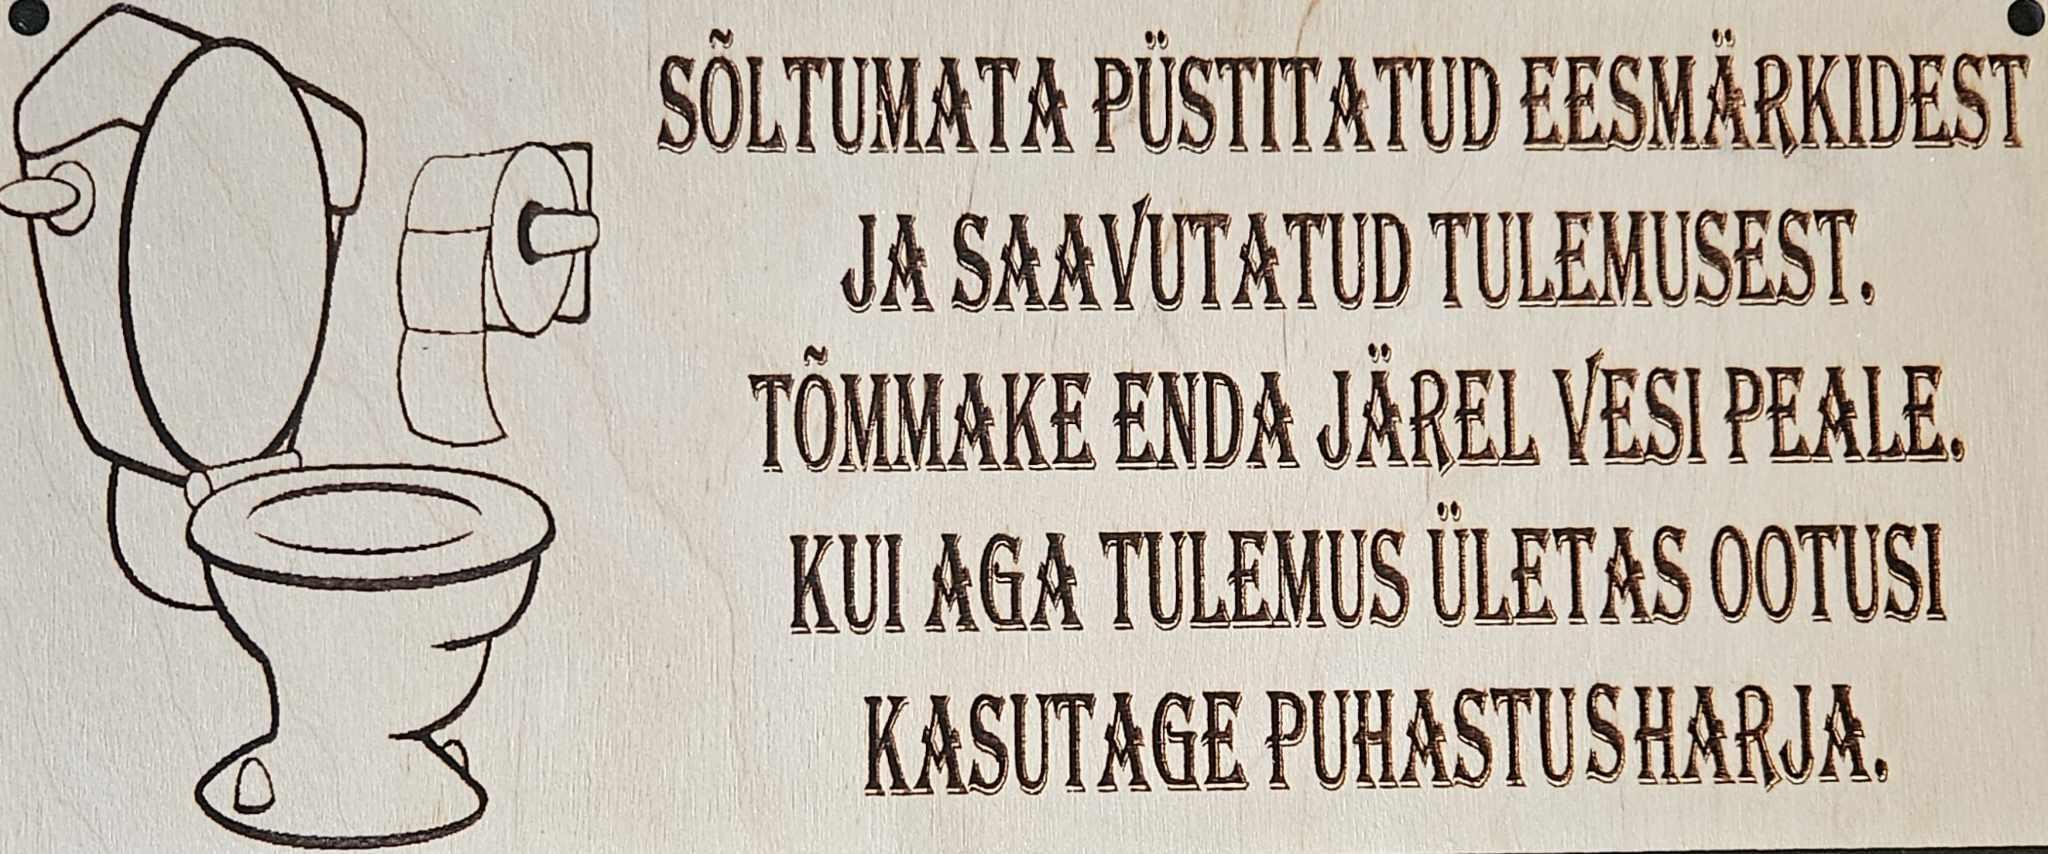 SÕLTUMATA PÜSTITATUD EESMÄRKIDEST
JA SAAVUTATUD TULEMUSEST.
TÕMMAKE ENDA JÄREL VESI PEALE.
KUI AGA TULEMUS ÜLETAS OOTUSI
KASUTAGE PUHASTUSHARJA.